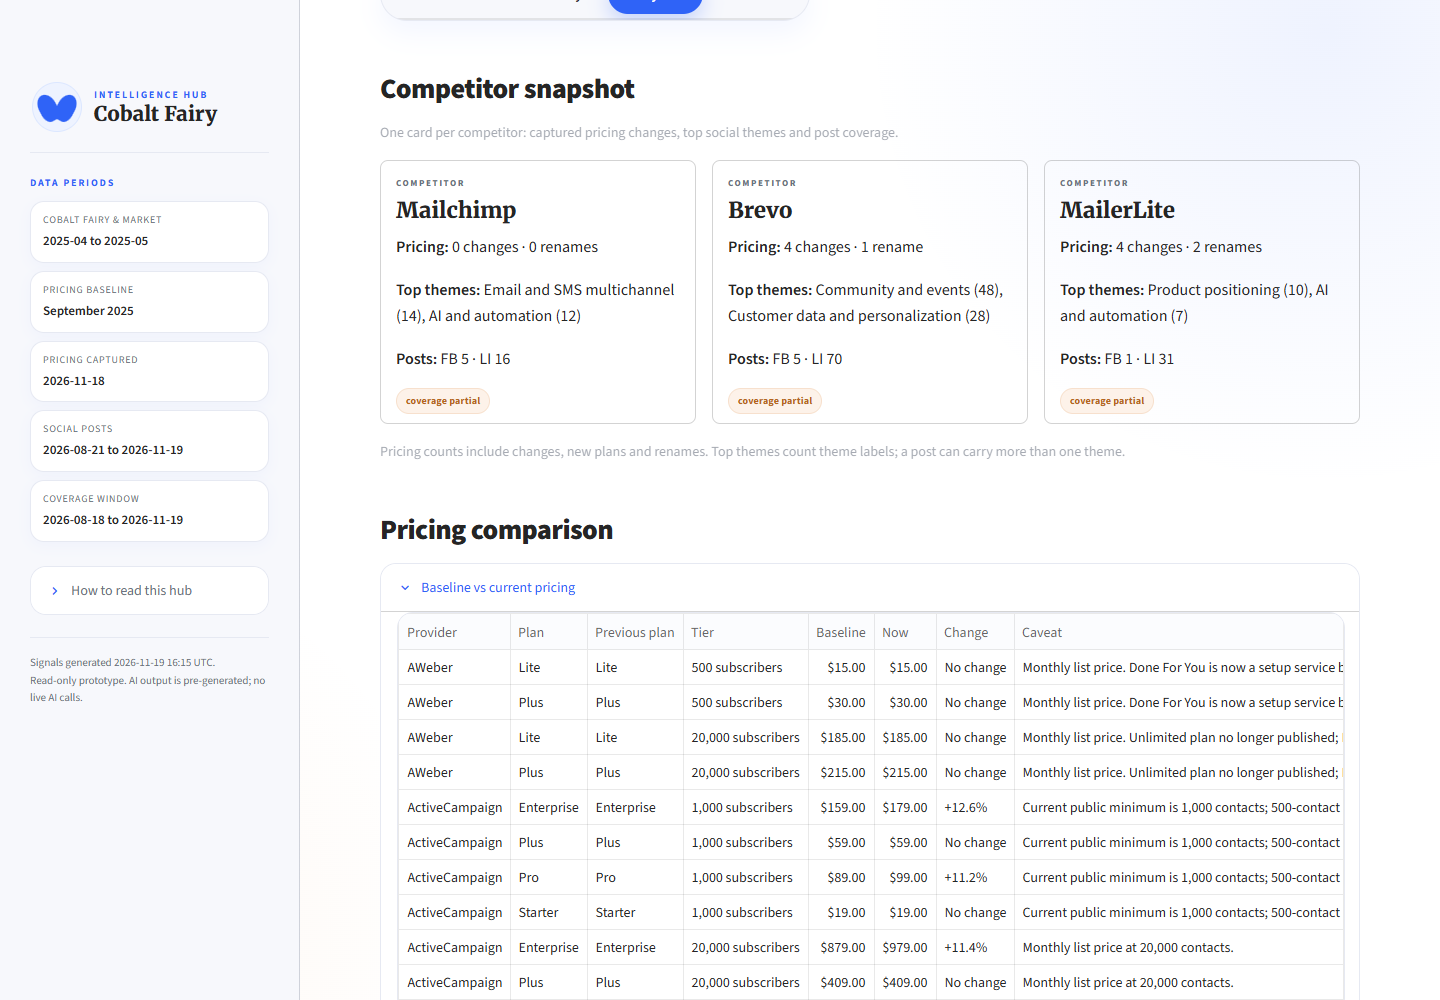 INTELLIGENCE HUB
Cobalt Fairy
DATA PERIODS
COBALT FAIRY & MARKET
2025-04 to 2025-05
PRICING BASELINE
September 2025
PRICING CAPTURED
2026-11-18
SOCIAL POSTS
2026-08-21 to 2026-11-19
COVERAGE WINDOW
2026-08-18 to 2026-11-19
How to read this hub
Signals generated 2026-11-19 16:15 UTC.
Read-only prototype. AI output is pre-generated; no
live AI calls.
Competitor snapshot
One card per competitor: captured pricing changes, top social themes and post coverage.
COMPETITOR
Mailchimp
Pricing: 0 changes · 0 renames
Top themes: Email and SMS multichannel
(14), AI and automation (12)
Posts: FB 5 · LI 16
coverage partial
COMPETITOR
Brevo
Pricing: 4 changes · 1 rename
Top themes: Community and events (48),
Customer data and personalization (28)
Posts: FB 5 · LI 70
coverage partial
COMPETITOR
MailerLite
Pricing: 4 changes · 2 renames
Top themes: Product positioning (10), AI
and automation (7)
Posts: FB 1 · LI 31
coverage partial
Pricing counts include changes, new plans and renames. Top themes count theme labels; a post can carry more than one theme.
Pricing comparison
Baseline vs current pricing
Provider Plan Previous plan Tier Baseline Now Change Caveat
AWeber Lite Lite 500 subscribers $15.00 $15.00 No change Monthly list price. Done For You is now a setup service
AWeber Plus Plus 500 subscribers $30.00 $30.00 No change Monthly list price. Done For You is now a setup service
AWeber Lite Lite 20,000 subscribers $185.00 $185.00 No change Monthly list price. Unlimited plan no longer published;
AWeber Plus Plus 20,000 subscribers $215.00 $215.00 No change Monthly list price. Unlimited plan no longer published;
ActiveCampaign Enterprise Enterprise 1,000 subscribers $159.00 $179.00 +12.6% Current public minimum is 1,000 contacts; 500-contact
ActiveCampaign Plus Plus 1,000 subscribers $59.00 $59.00 No change Current public minimum is 1,000 contacts; 500-contact
ActiveCampaign Pro Pro 1,000 subscribers $89.00 $99.00 +11.2% Current public minimum is 1,000 contacts; 500-contact
ActiveCampaign Starter Starter 1,000 subscribers $19.00 $19.00 No change Current public minimum is 1,000 contacts; 500-contact
ActiveCampaign Enterprise Enterprise 20,000 subscribers $879.00 $979.00 +11.4% Monthly list price at 20,000 contacts.
ActiveCampaign Plus Plus 20,000 subscribers $409.00 $409.00 No change Monthly list price at 20,000 contacts.